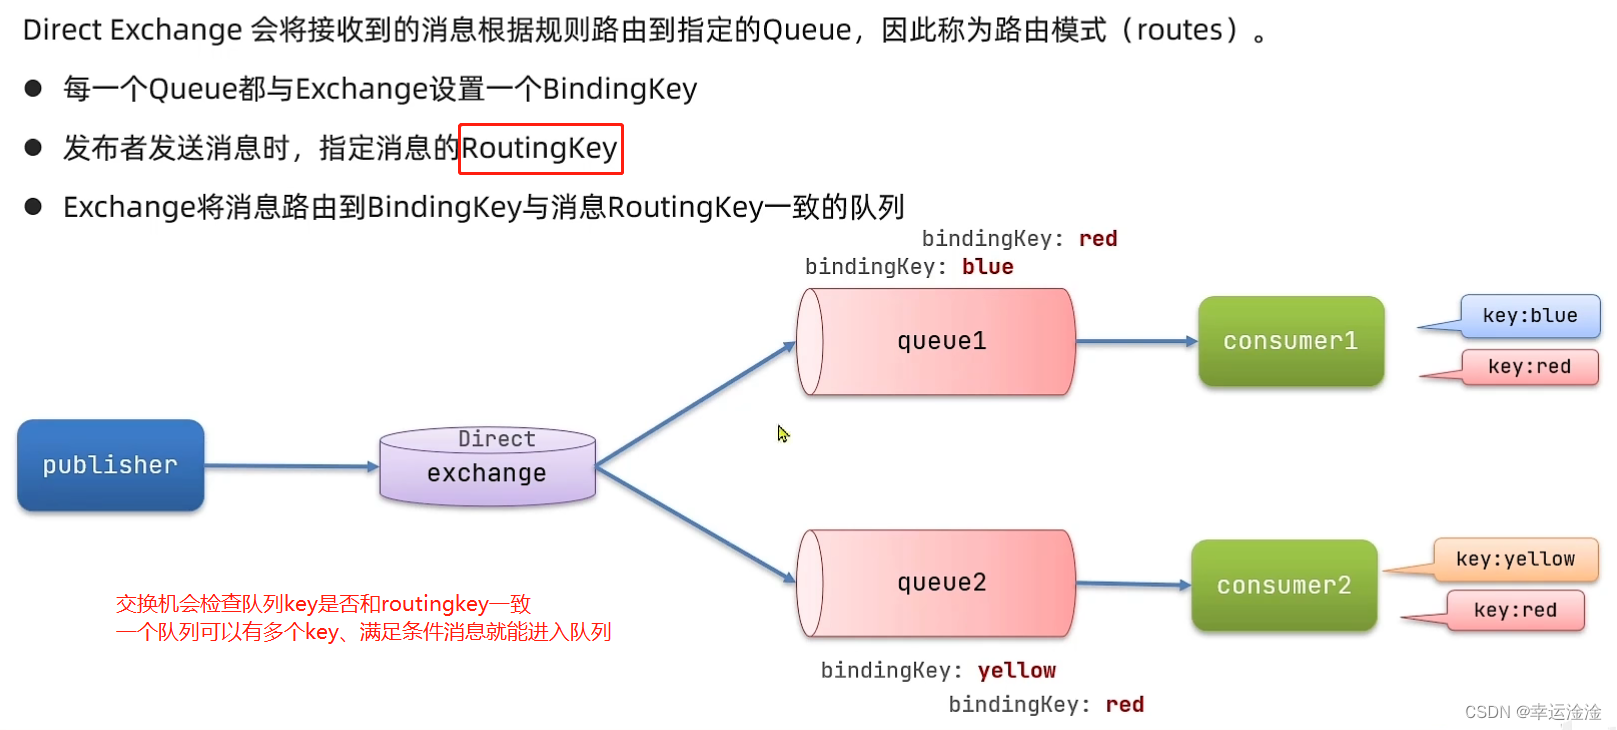 Direct Exchange 会将接收到的消息根据规则路由到指定的Queue，因此称为路由模式（routes）。
● 每一个Queue都与Exchange设置一个BindingKey
● 发布者发送消息时，指定消息的RoutingKey
● Exchange将消息路由到BindingKey与消息RoutingKey一致的队列
bindingKey: red
bindingKey: blue
queue1
consumer1
key:blue
key:red
publisher
Direct
exchange
queue2
consumer2
key:yellow
key:red
交换机会检查队列key是否和routingkey一致
一个队列可以有多个key、满足条件消息就能进入队列
bindingKey: yellow
bindingKey: red
CSDN @幸运淦淦